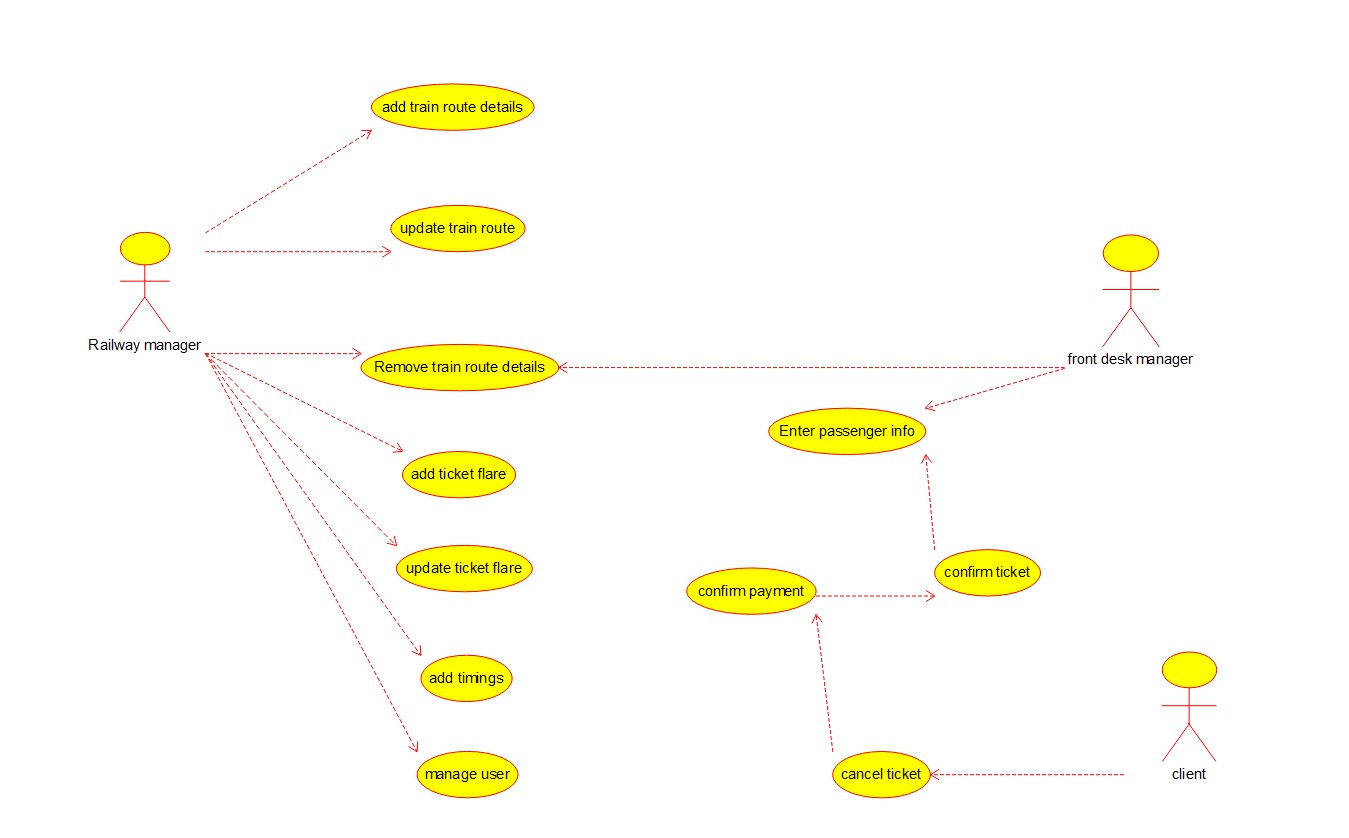 add train route details
update train route
Railway manager
front desk manager
Remove train route details
Enter passenger info
add ticket flare
update ticket flare
confirm ticket
confirm payment
add timings
manage user
cancel ticket
client